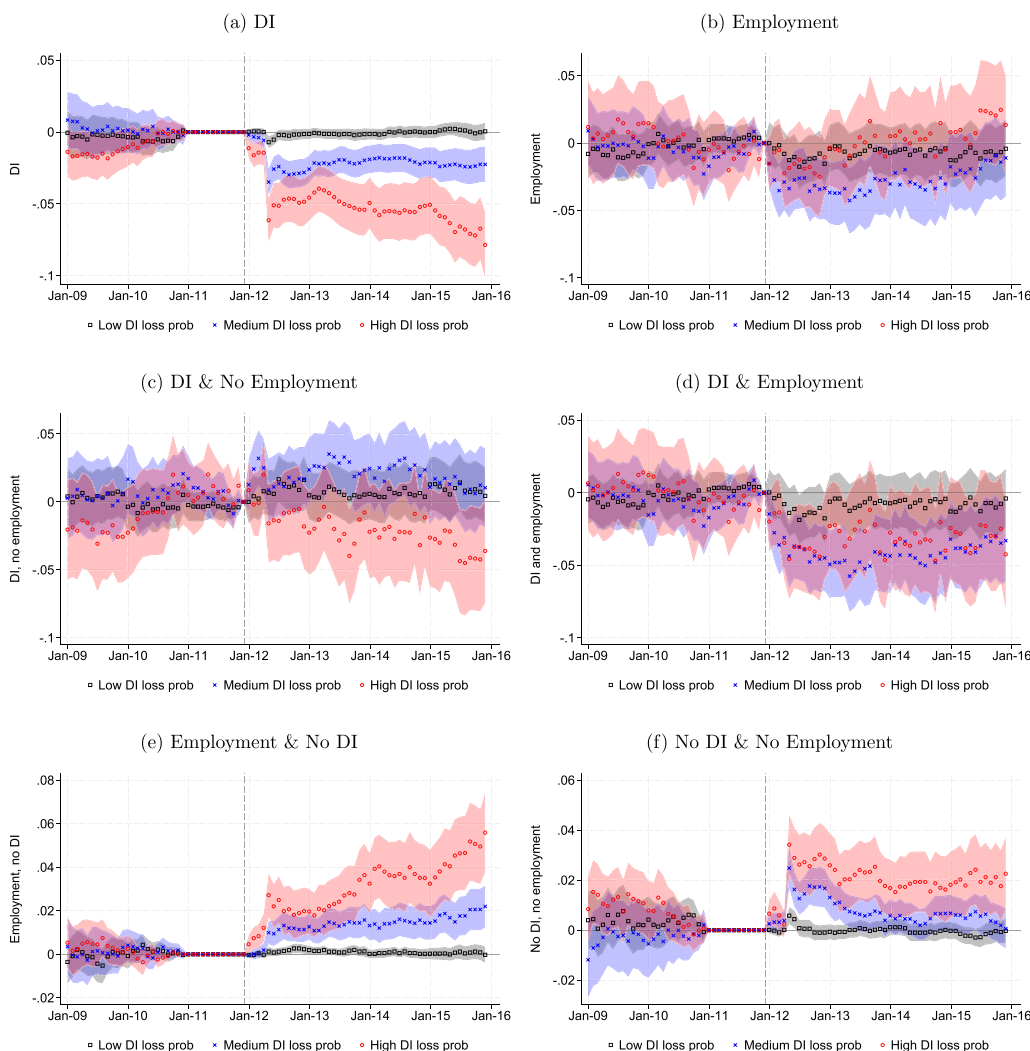 (a) DI
.05
0
-.05
-.1
DI
Jan-09 Jan-10 Jan-11 Jan-12 Jan-13 Jan-14 Jan-15 Jan-16
Low DI loss prob Medium DI loss prob High DI loss prob
(b) Employment
.05
0
-.05
-.1
Employment
Jan-09 Jan-10 Jan-11 Jan-12 Jan-13 Jan-14 Jan-15 Jan-16
Low DI loss prob Medium DI loss prob High DI loss prob
(c) DI & No Employment
.05
0
-.05
-.1
DI, no employment
Jan-09 Jan-10 Jan-11 Jan-12 Jan-13 Jan-14 Jan-15 Jan-16
Low DI loss prob Medium DI loss prob High DI loss prob
(d) DI & Employment
.05
0
-.05
-.1
DI and employment
Jan-09 Jan-10 Jan-11 Jan-12 Jan-13 Jan-14 Jan-15 Jan-16
Low DI loss prob Medium DI loss prob High DI loss prob
(e) Employment & No DI
.08
.06
.04
.02
0
-.02
Employment, no DI
Jan-09 Jan-10 Jan-11 Jan-12 Jan-13 Jan-14 Jan-15 Jan-16
Low DI loss prob Medium DI loss prob High DI loss prob
(f) No DI & No Employment
.06
.04
.02
0
-.02
No DI, no employment
Jan-09 Jan-10 Jan-11 Jan-12 Jan-13 Jan-14 Jan-15 Jan-16
Low DI loss prob Medium DI loss prob High DI loss prob